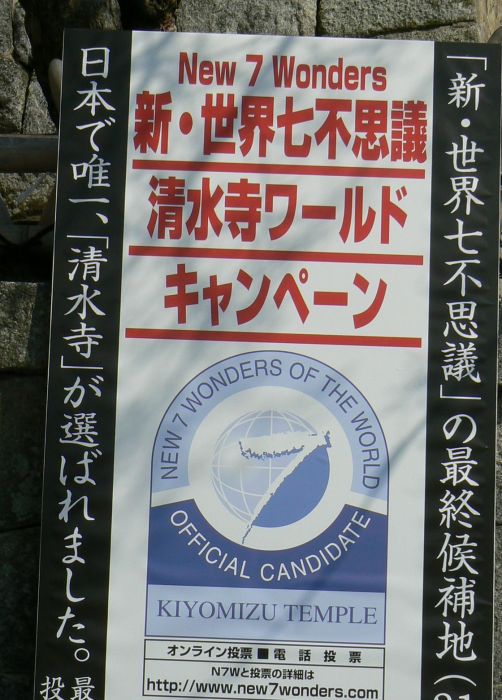 New 7 Wonders
新・世界七不思議
清水寺ワールド
キャンペーン
NEW 7 WONDERS OF THE WORLD
OFFICIAL CANDIDATE
KIYOMIZU TEMPLE
オンライン投票■電話投票
N7Wと投票の詳細は
http://www.new7wonders.com
「新・世界七不思議」の最終候補地(21
日本で唯一、「清水寺」が選ばれました。
最
投